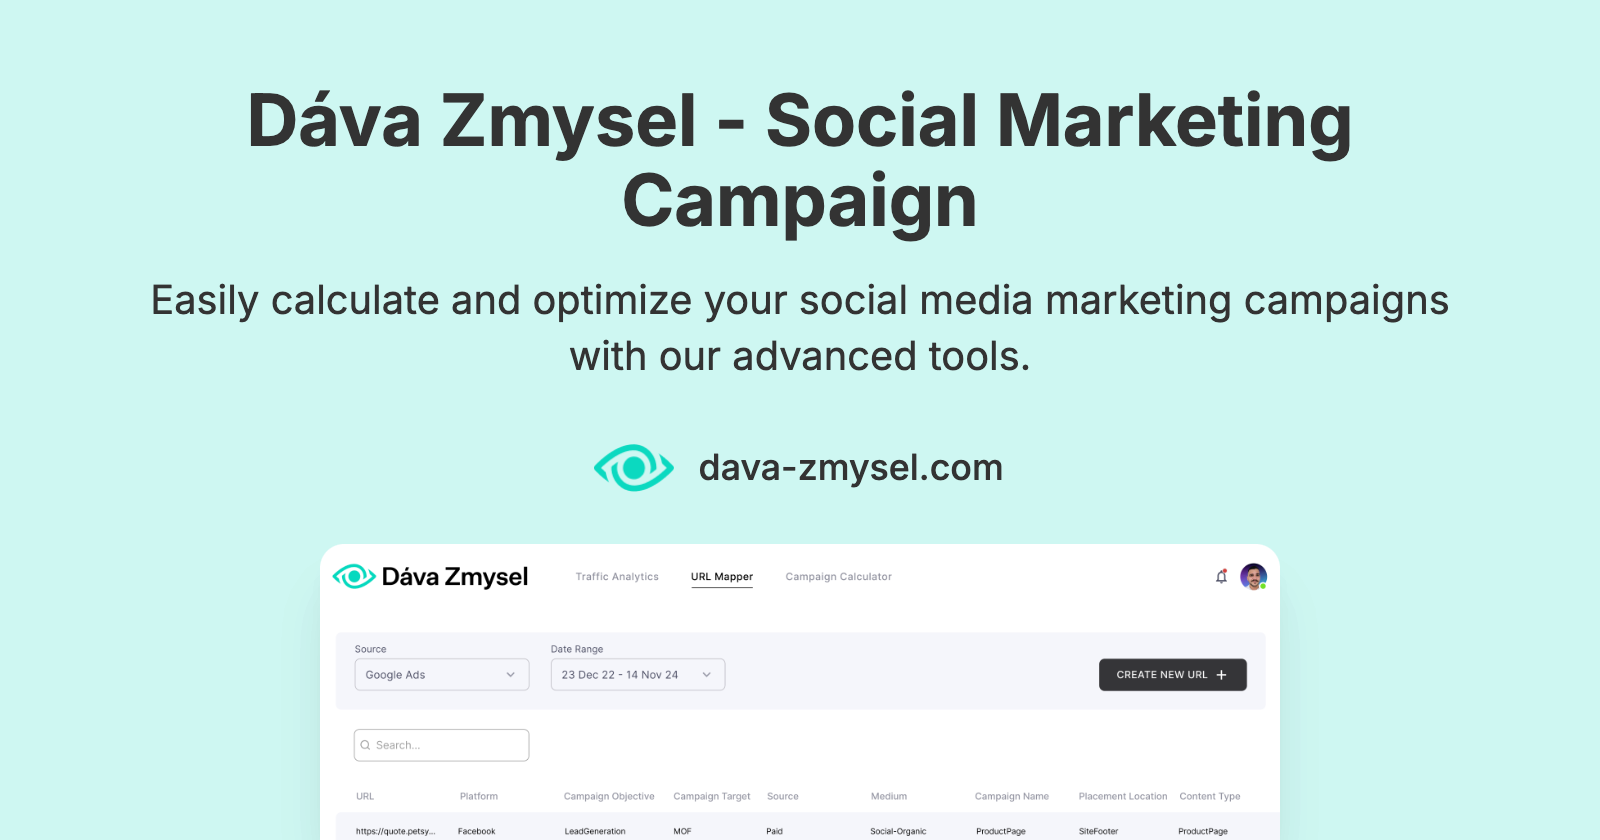 Dáva Zmysel - Social Marketing
Campaign
Easily calculate and optimize your social media marketing campaigns
with our advanced tools.
dava-zmysel.com
Dáva Zmysel
Traffic Analytics
URL Mapper
Campaign Calculator
Source
Date Range
Google Ads
23 Dec 22 - 14 Nov 24
CREATE NEW URL +
Search...
URL Platform Campaign Objective Campaign Target Source Medium Campaign Name Placement Location Content Type
https://quote.petsy... Facebook LeadGeneration MOF Paid Social-Organic ProductPage SiteFooter ProductPage